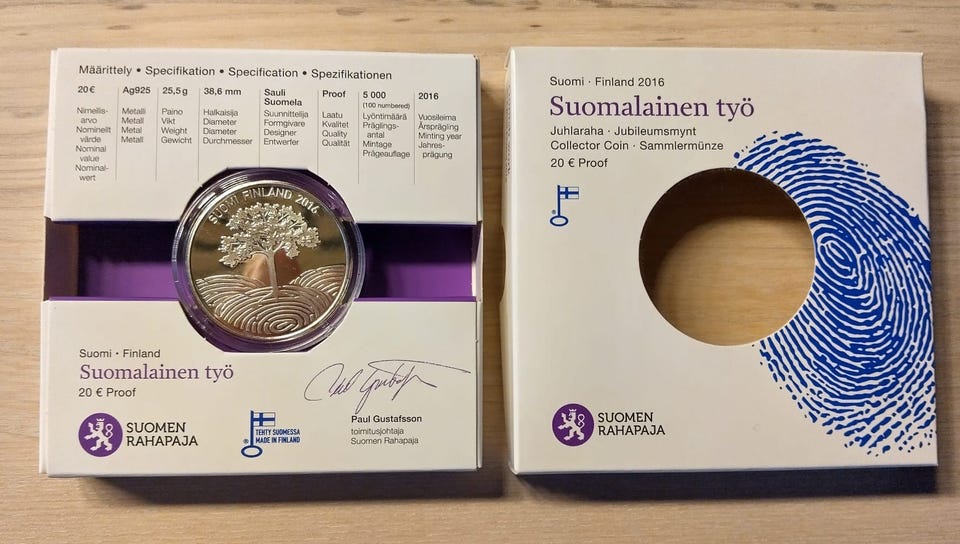 Määrittely • Spesifikation • Specification • Spezifikationen
20 € Ag925 25,5 g 38,6 mm Sauli Suomela Proof 5 000 (100 numbered) 2016
Nimellis-
arvo
Nominellt
värde
Nominal
value
Nominal-
wert
Metalli
Metall
Metal
Metall
Paino
Vikt
Weight
Gewicht
Halkaisija
Diameter
Diameter
Durchmesser
Suunnittelija
Formgivare
Designer
Entwerfer
Laatu
Kvalitet
Quality
Qualität
Lyöntimäärä
Präglings-
antal
Mintage
Prägeauflage
Vuosileima
Årsprägling
Minting year
Jahres-
prägung
SUOMI FINLAND 2016
Suomi • Finland
Suomalainen työ
20 € Proof
SUOMEN
RAHAPAJA
TEHTY SUOMESSA
MADE IN FINLAND
®
Paul Gustafsson
toimitusjohtaja
Suomen Rahapaja
Suomi · Finland 2016
Suomalainen työ
Juhlaraha · Jubileumsmynt
Collector Coin · Sammlermünze
20 € Proof
®
SUOMEN
RAHAPAJA